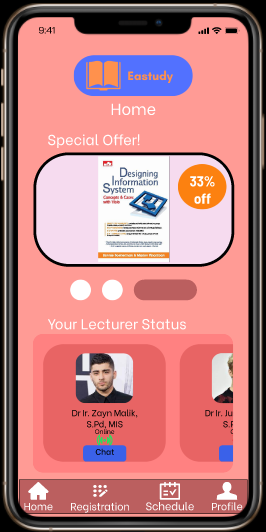 9:41
Eastudy
Home
Special Offer!
Designing
Information
System
Concepts & Cases
with Visio
33%
off
Your Lecturer Status
Dr Ir. Zayn Malik,
S.Pd, MIS
Online
Chat
Dr Ir. Ju
S.P
Home
Registration
Schedule
Profile